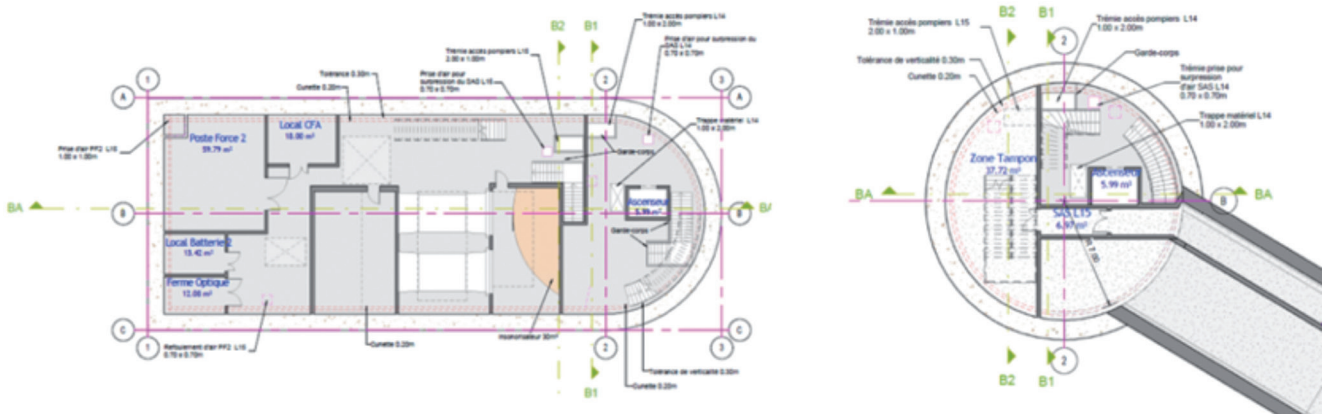 B2
B1
Trémie accès pompiers L14
1.00 x 2.00m
Trémie accès pompiers L15
2.00 x 1.00m
Prise d'air pour surpression du
SAS L14
0.70 x 0.70m
Tolérance 0.30m
Cunette 0.20m
Prise d'air pour
surpression du SAS L15
0.70 x 0.70m
1
2
3
A
A
Trappe matériel L14
1.00 x 2.00m
Poste Force 2
59.79 m²
Local CFA
18.00 m²
Prise d'air PF2 L15
1.00 x 1.00m
Garde-corps
BA
B
Ascenseur
B
BA
Garde-corps
Local Batterie 2
Ferme Optique
12.00 m²
C
C
1
2
3
Refoulement d'air PF2 L15
0.70 x 0.70m
Cunette 0.20m
Insonorisateur 30m²
Tolérance de verticalité 0.30m
Cunette 0.20m
B1
B2
B2
B1
Trémie accès pompiers L15
2.00 x 1.00m
Trémie accès pompiers L14
1.00 x 2.00m
2
Garde-corps
Tolérance de verticalité 0.30m
Cunette 0.20m
Trémie prise pour
surpression
d'air SAS L14
0.70 x 0.70m
Trappe matériel L14
1.00 x 2.00m
Zone Tampon
37.72 m²
Ascenseur
5.99 m²
BA
B
BA
SAS L15
6.97 m²
2
B2
B1